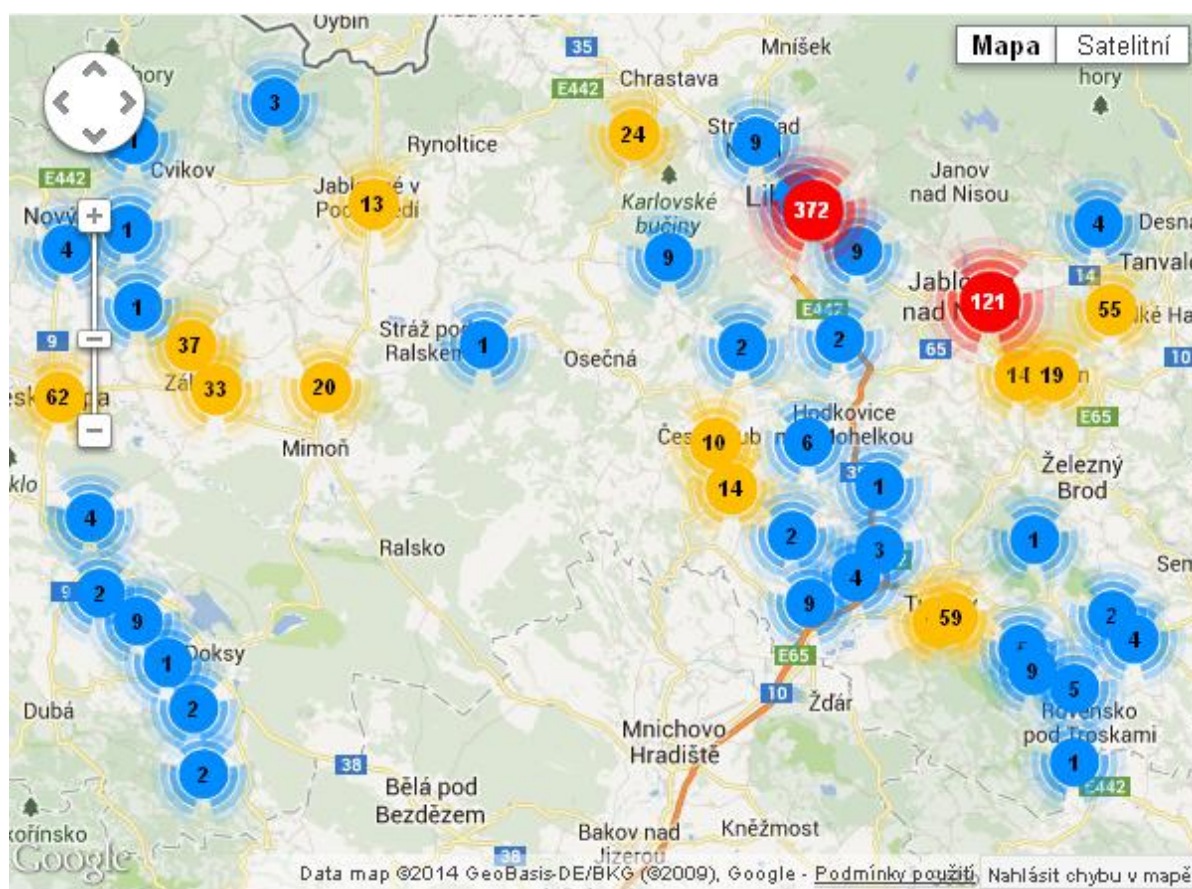 Oybin
35
Mníšek
Mapa
Satelitní
hory
Chrastava
E442
3
24
9
1
Rynoltice
Cvikov
E442
Janov
nad Nisou
13
Karlovské
bučiny
372
4
1
4
9
9
14
1
121
55
E442
9
37
Stráž pod
Ralskem
1
Osečná
2
2
65
10
62
33
20
14
19
E65
Mimoň
10
6
Hodkovice
14
1
Železný
Brod
4
Ralsko
2
3
1
9
2
4
9
9
59
2
4
1
Doksy
E65
9
5
Dubá
2
10
Žďár
Rovensko
pod Troskami
Mnichovo
Hradiště
2
38
1
E442
Bělá pod
Bezdězem
Bakov nad
Jizerou
Kněžmost
38
Google
Data map ©2014 GeoBasis-DE/BKG (©2009), Google - Podmínky použití
Nahlásit chybu v mapě